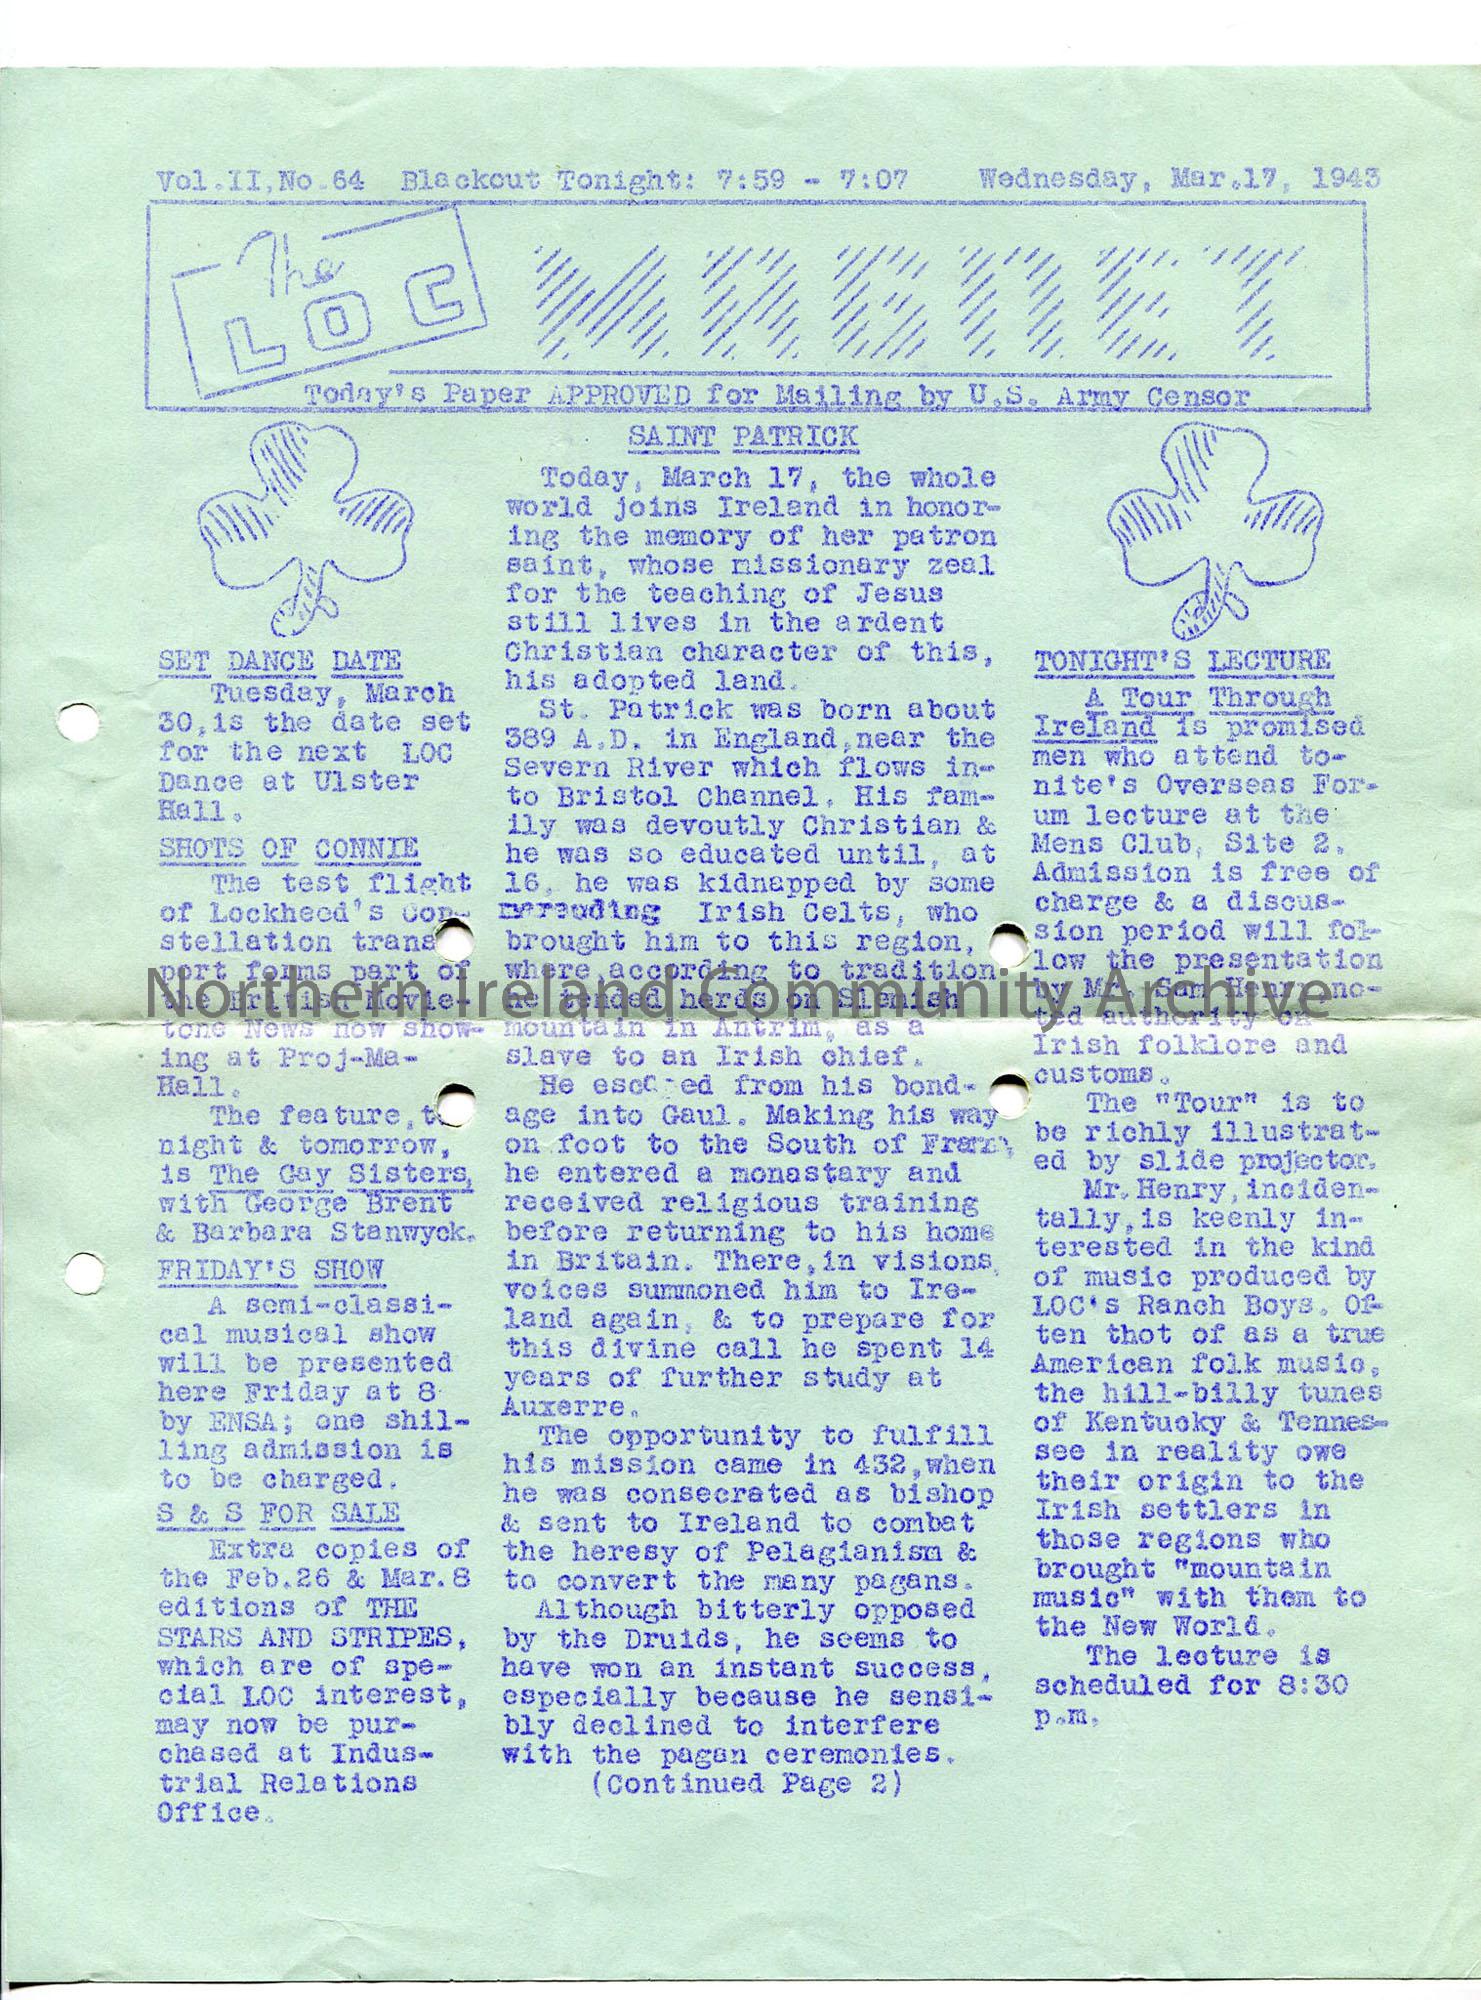 Vol.II,No.64 Blackout Tonight: 7:59 - 7:07 Wednesday, Mar.17, 1943
The
LOC
Today's Paper APPROVED for Mailing by U.S. Army Censor
SET DANCE DATE
Tuesday, March
30,is the date set
for the next LOC
Dance at Ulster
Hall.
SHOTS OF CONNIE
The test flight
of Lockheed's Con-
stellation trans
port forms part of
the British Movie-
tone News now show-
ing at Proj-Ma-
Hall.
The feature,
night & tomorrow,
is The Gay Sisters,
with George Brent
& Barbara Stanwyck.
FRIDAY'S SHOW
A semi-classi-
cal musical show
will be presented
here Friday at 8
by ENSA; one shil-
ling admission is
to be charged.
S & S FOR SALE
Extra copies of
the Feb.26 & Mar.8
editions of THE
STARS AND STRIPES,
which are of spe-
cial LOC interest,
may now be pur-
chased at Indus-
trial Relations
Office.
SAINT PATRICK
Today, March 17, the whole
world joins Ireland in honor-
ing the memory of her patron
saint, whose missionary zeal
for the teaching of Jesus
still lives in the ardent
Christian character of this,
his adopted land.
St. Patrick was born about
389 A.D. in England,near the
Severn River which flows in-
to Bristol Channel. His fam-
ily was devoutly Christian &
he was so educated until, at
16, he was kidnapped by some
Irish Celts, who
brought him to this region,
where,according to tradition
he tended herds on Slemish
mountain in Antrim, as a
slave to an Irish chief.
He from his bond-
age into Gaul. Making his way
on foot to the South of
he entered a monastary and
received religious training
before returning to his home
in Britain. There,in visions,
voices summoned him to Ire-
land again, & to prepare for
this divine call he spent 14
years of further study at
Auxerre.
The opportunity to fulfill
his mission came in 432,when
he was consecrated as bishop
& sent to Ireland to combat
the heresy of Pelagianism &
to convert the many pagans.
Although bitterly opposed
by the Druids, he seems to
have won an instant success,
especially because he sensi-
bly declined to interfere
with the pagan ceremonies.
(Continued Page 2)
TONIGHT'S LECTURE
A Tour Through
Ireland is promised
men who attend to-
nite's Overseas For-
um lecture at the
Mens Club, Site 2.
Admission is free of
charge & a discus-
sion period will fol-
low the presentation
by Mr. Sam Henry no-
ted authority on
Irish folklore and
customs.
The "Tour" is to
be richly illustrat-
ed by slide projector.
Mr.Henry,inciden-
tally,is keenly in-
terested in the kind
of music produced by
LOC's Ranch Boys. Of-
ten thot of as a true
American folk music,
the hill-billy tunes
of Kentucky & Tennes-
see in reality owe
their origin to the
Irish settlers in
those regions who
brought "mountain
music" with them to
the New World.
The lecture is
scheduled for 8:30
p.m.
Northern Ireland Community Archive